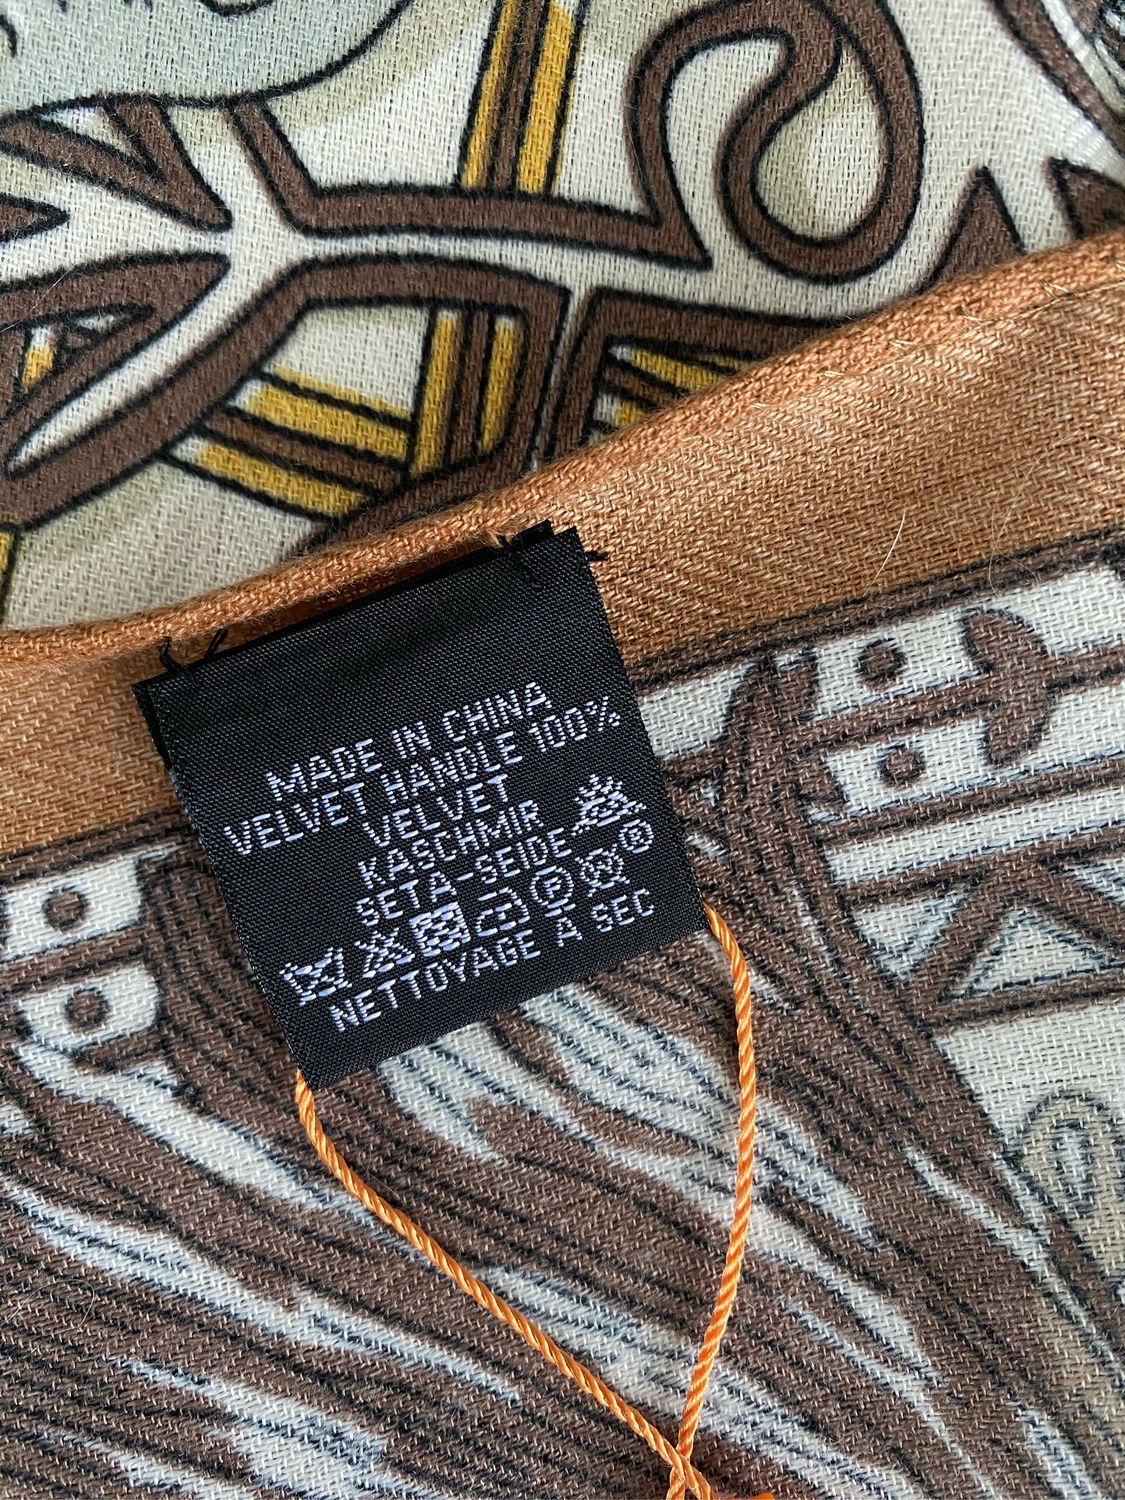 MADE IN CHINA
VELVET HANDLE 100%
VELVET
KASCHMIR
SETA-SEIDE
P ®
NETTOYAGE A SEC